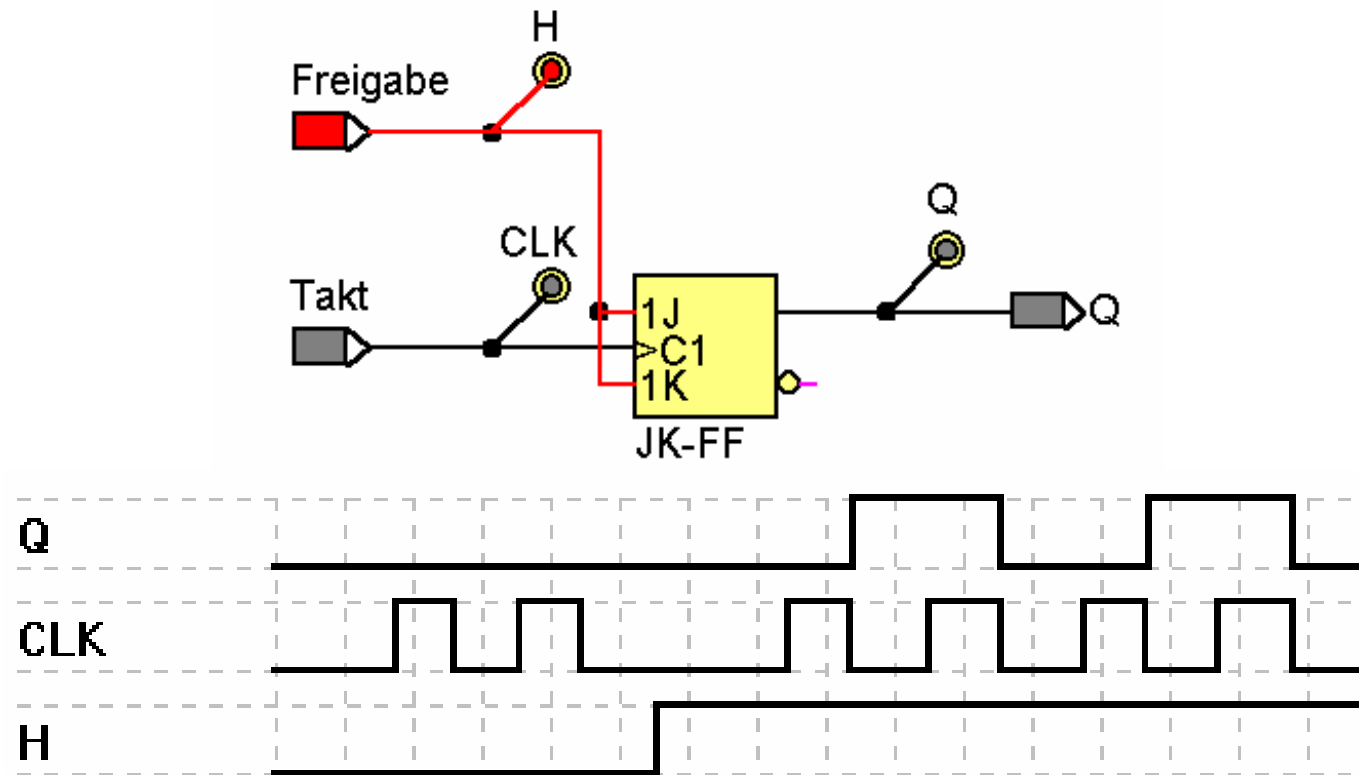 H
Freigabe
Q
CLK
Takt
1J
Q
>C1
1K
JK-FF
Q
CLK
H